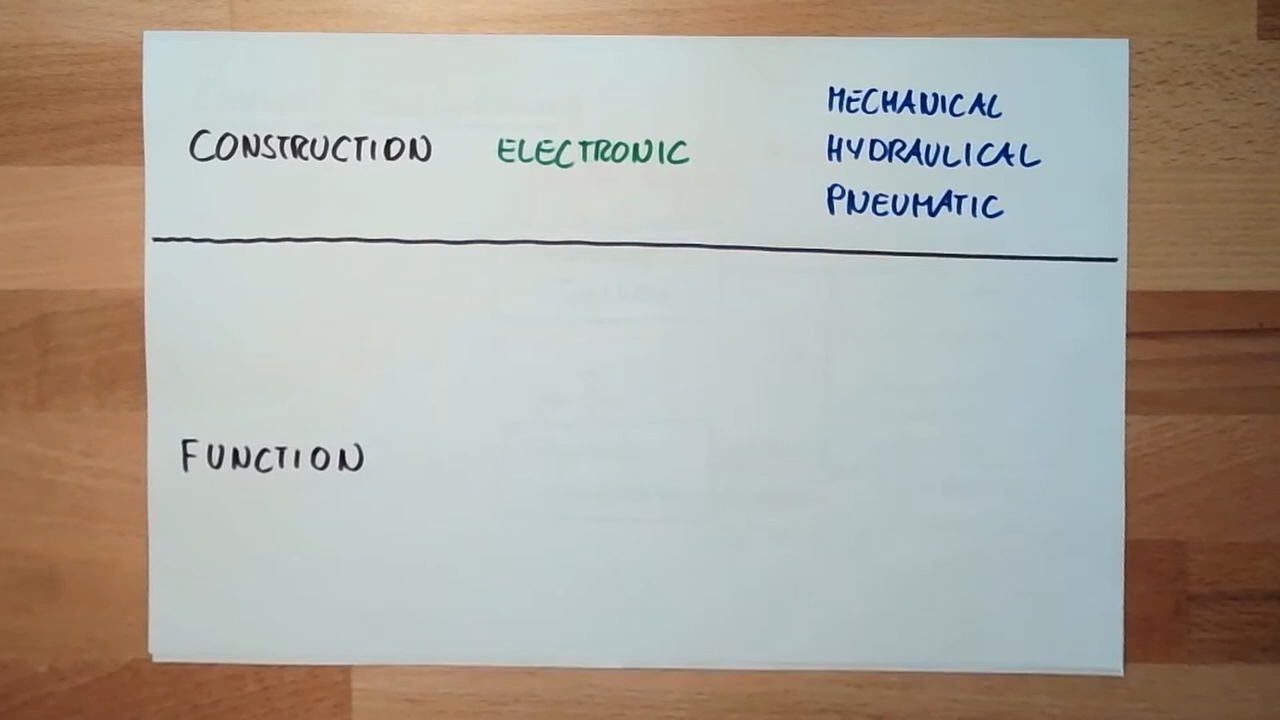 CONSTRUCTION ELECTRONIC
MECHANICAL
HYDRAULICAL
PNEUMATIC
FUNCTION